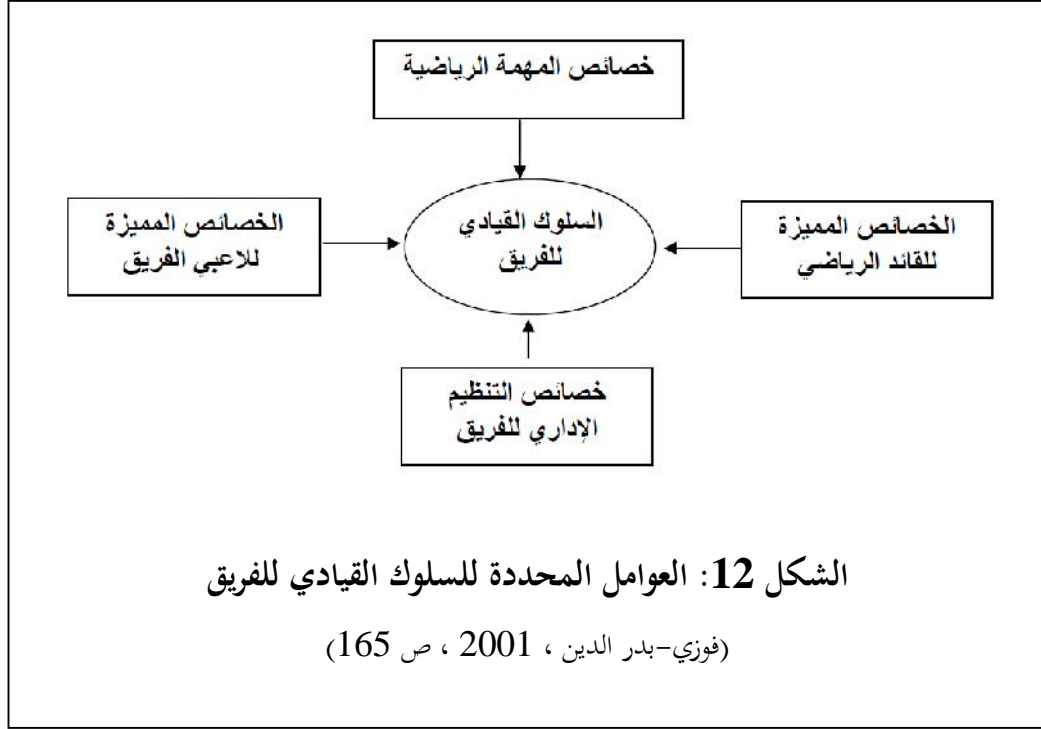 خصائص المهمة الرياضية
الخصائص المميزة
للقائد الرياضي
السلوك القيادي
للفريق
الخصائص المميزة
للاعبي الفريق
خصائص التنظيم
الإداري للفريق
الشكل 12: العوامل المحددة للسلوك القيادي للفريق
(فوزي-بدر الدين ، 2001 ، ص 165)